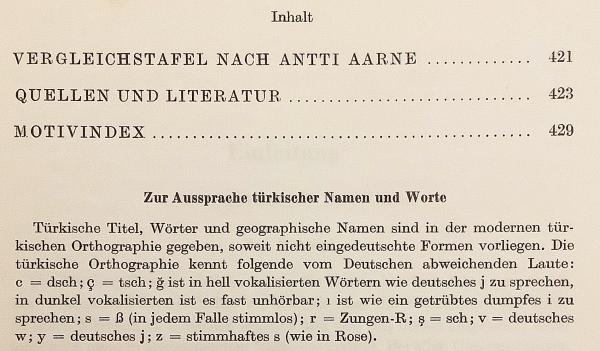 Inhalt
VERGLEICHSTAFEL NACH ANTTI AARNE ............. 421
QUELLEN UND LITERATUR ............................. 423
MOTIVINDEX ............................................. 429
Zur Aussprache türkischer Namen und Worte
Türkische Titel, Wörter und geographische Namen sind in der modernen tür-
kischen Orthographie gegeben, soweit nicht eingedeutschte Formen vorliegen. Die
türkische Orthographie kennt folgende vom Deutschen abweichenden Laute:
c = dsch; ç = tsch; ğ ist in hell vokalisierten Wörtern wie deutsches j zu sprechen,
in dunkel vokalisierten ist es fast unhörbar; ı ist wie ein getrübtes dumpfes i zu
sprechen; s = ß (in jedem Falle stimmlos); r = Zungen-R; ş = sch; v = deutsches
w; y = deutsches j; z = stimmhaftes s (wie in Rose).